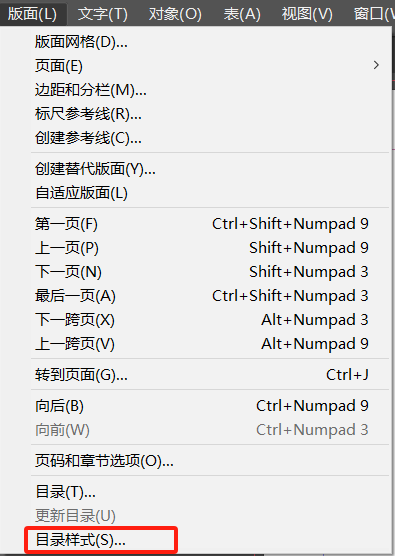 版面(L) 文字(T) 对象(O) 表(A) 视图(V) 窗口(
版面网格(D)...
页面(E)
边距和分栏(M)...
标尺参考线(R)...
创建参考线(C)...
创建替代版面(Y)...
自适应版面(L)
第一页(F) Ctrl+Shift+Numpad 9
上一页(P) Shift+Numpad 9
下一页(N) Shift+Numpad 3
最后一页(A) Ctrl+Shift+Numpad 3
下一跨页(X) Alt+Numpad 3
上一跨页(V) Alt+Numpad 9
转到页面(G)... Ctrl+J
向后(B) Ctrl+Numpad 9
向前(W) Ctrl+Numpad 3
页码和章节选项(O)...
目录(T)...
更新目录(U)
目录样式(S)...